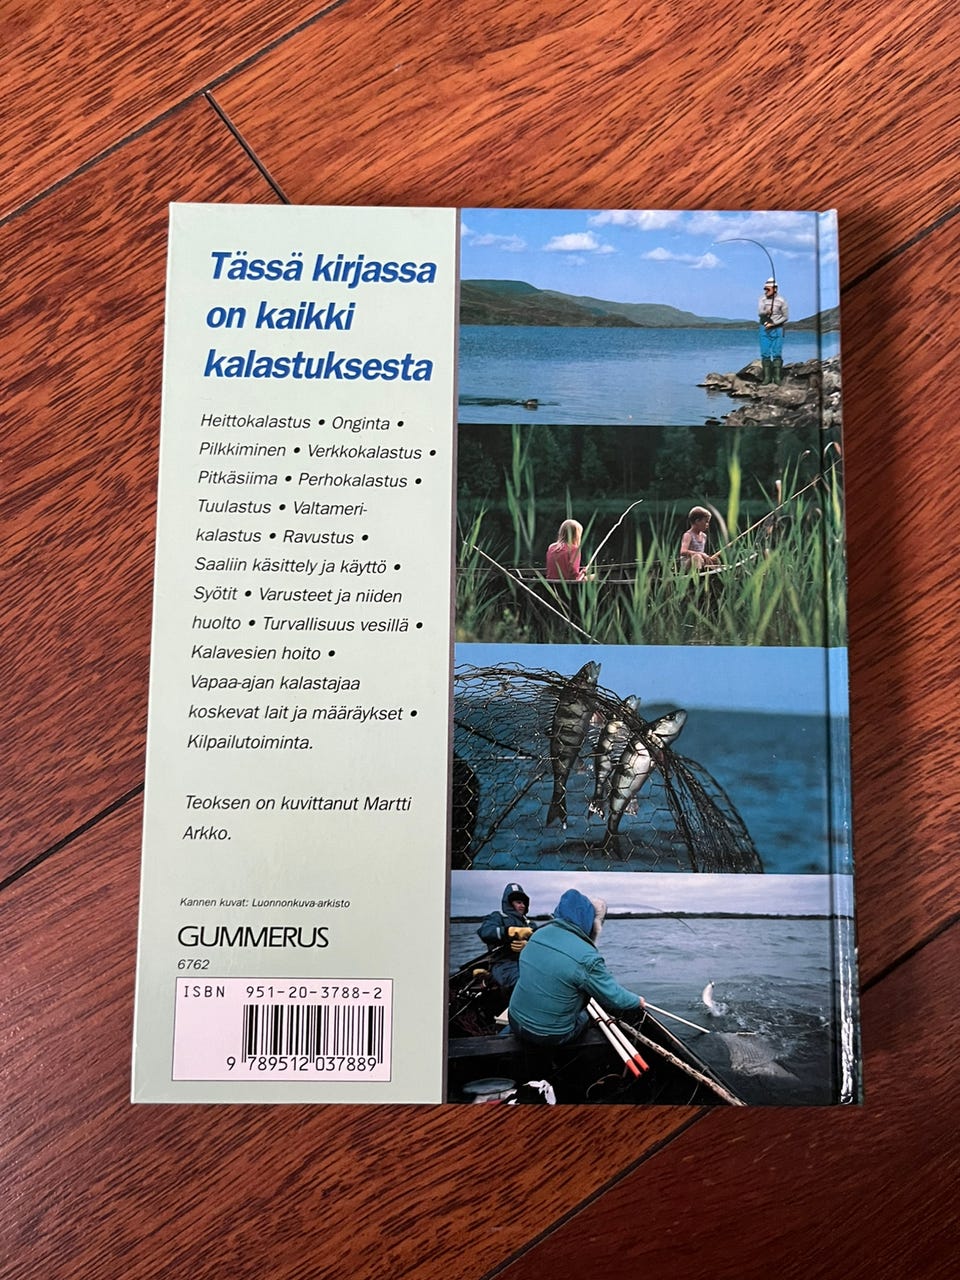 Tässä kirjassa
on kaikki
kalastuksesta
Heittokalastus • Onginta •
Pilkkiminen • Verkkokalastus •
Pitkäsiima • Perhokalastus •
Tuulastus • Valtameri-
kalastus • Ravustus •
Saaliin käsittely ja käyttö •
Syötit • Varusteet ja niiden
huolto • Turvallisuus vesillä •
Kalavesien hoito •
Vapaa-ajan kalastajaa
koskevat lait ja määräykset •
Kilpailutoiminta.
Teoksen on kuvittanut Martti
Arkko.
Kannen kuvat: Luonnonkuva-arkisto
GUMMERUS
6762
ISBN 951-20-3788-2
9 789512 037889